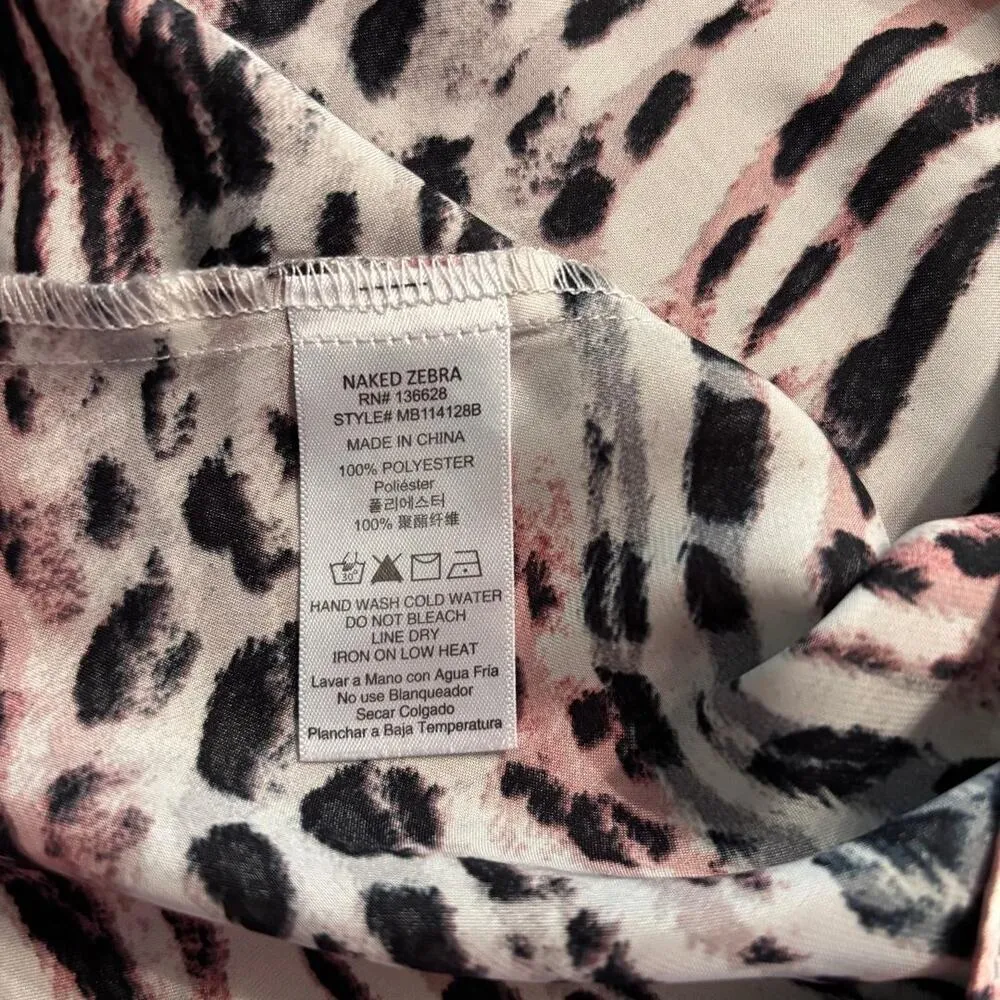 NAKED ZEBRA
RN# 136628
STYLE# MB114128B
MADE IN CHINA
100% POLYESTER
Poliéster
폴리에스터
100% 聚酯纤维
30°
HAND WASH COLD WATER
DO NOT BLEACH
LINE DRY
IRON ON LOW HEAT
Lavar a Mano con Agua Fría
No use Blanqueador
Secar Colgado
Planchar a Baja Temperatura